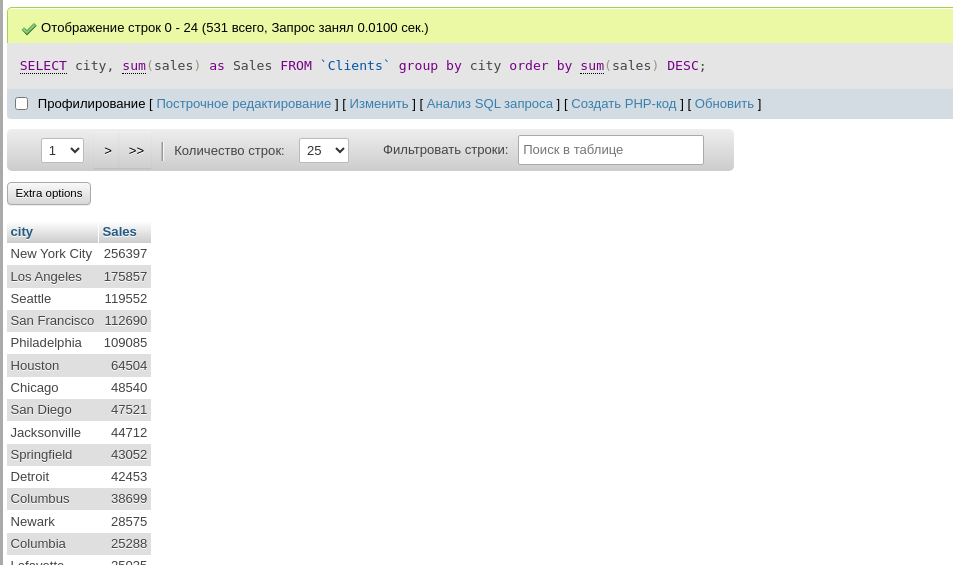 Отображение строк 0 - 24 (531 всего, Запрос занял 0.0100 сек.)
SELECT city, sum(sales) as Sales FROM `Clients` group by city order by sum(sales) DESC;
Профилирование [ Построчное редактирование ] [ Изменить ] [ Анализ SQL запроса ] [ Создать PHP-код ] [ Обновить ]
1 > >> | Количество строк: 25 Фильтровать строки: Поиск в таблице
Extra options
city Sales
New York City 256397
Los Angeles 175857
Seattle 119552
San Francisco 112690
Philadelphia 109085
Houston 64504
Chicago 48540
San Diego 47521
Jacksonville 44712
Springfield 43052
Detroit 42453
Columbus 38699
Newark 28575
Columbia 25288
Lafayette 25035